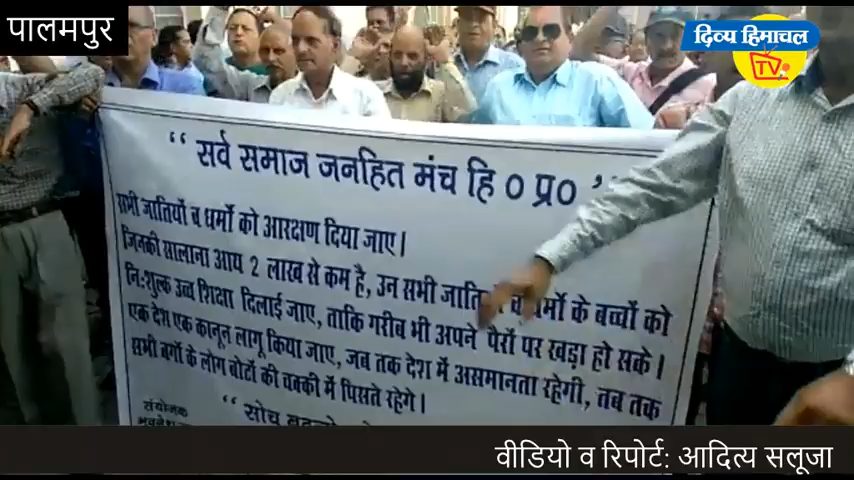 पालमपुर
दिव्य हिमाचल
TV
“ सर्व समाज जनहित मंच हि ० प्र० ”
सभी जातियों व धर्मो को आरक्षण दिया जाए।
जिनकी सालाना आय 2 लाख से कम है, उन सभी व धर्मो के बच्चों को
नि:शुल्क उच्च शिक्षा दिलाई जाए, ताकि गरीब भी अपने पैरों पर खड़ा हो सके।
एक देश एक कानून लागू किया जाए, जब तक देश में असमानता रहेगी, तब तक
सभी बर्गो के लोग बोटों की चक्की में पिसते रहेगे।
संयोजक
“ सोच
वीडियो व रिपोर्ट: आदित्य सलूजा